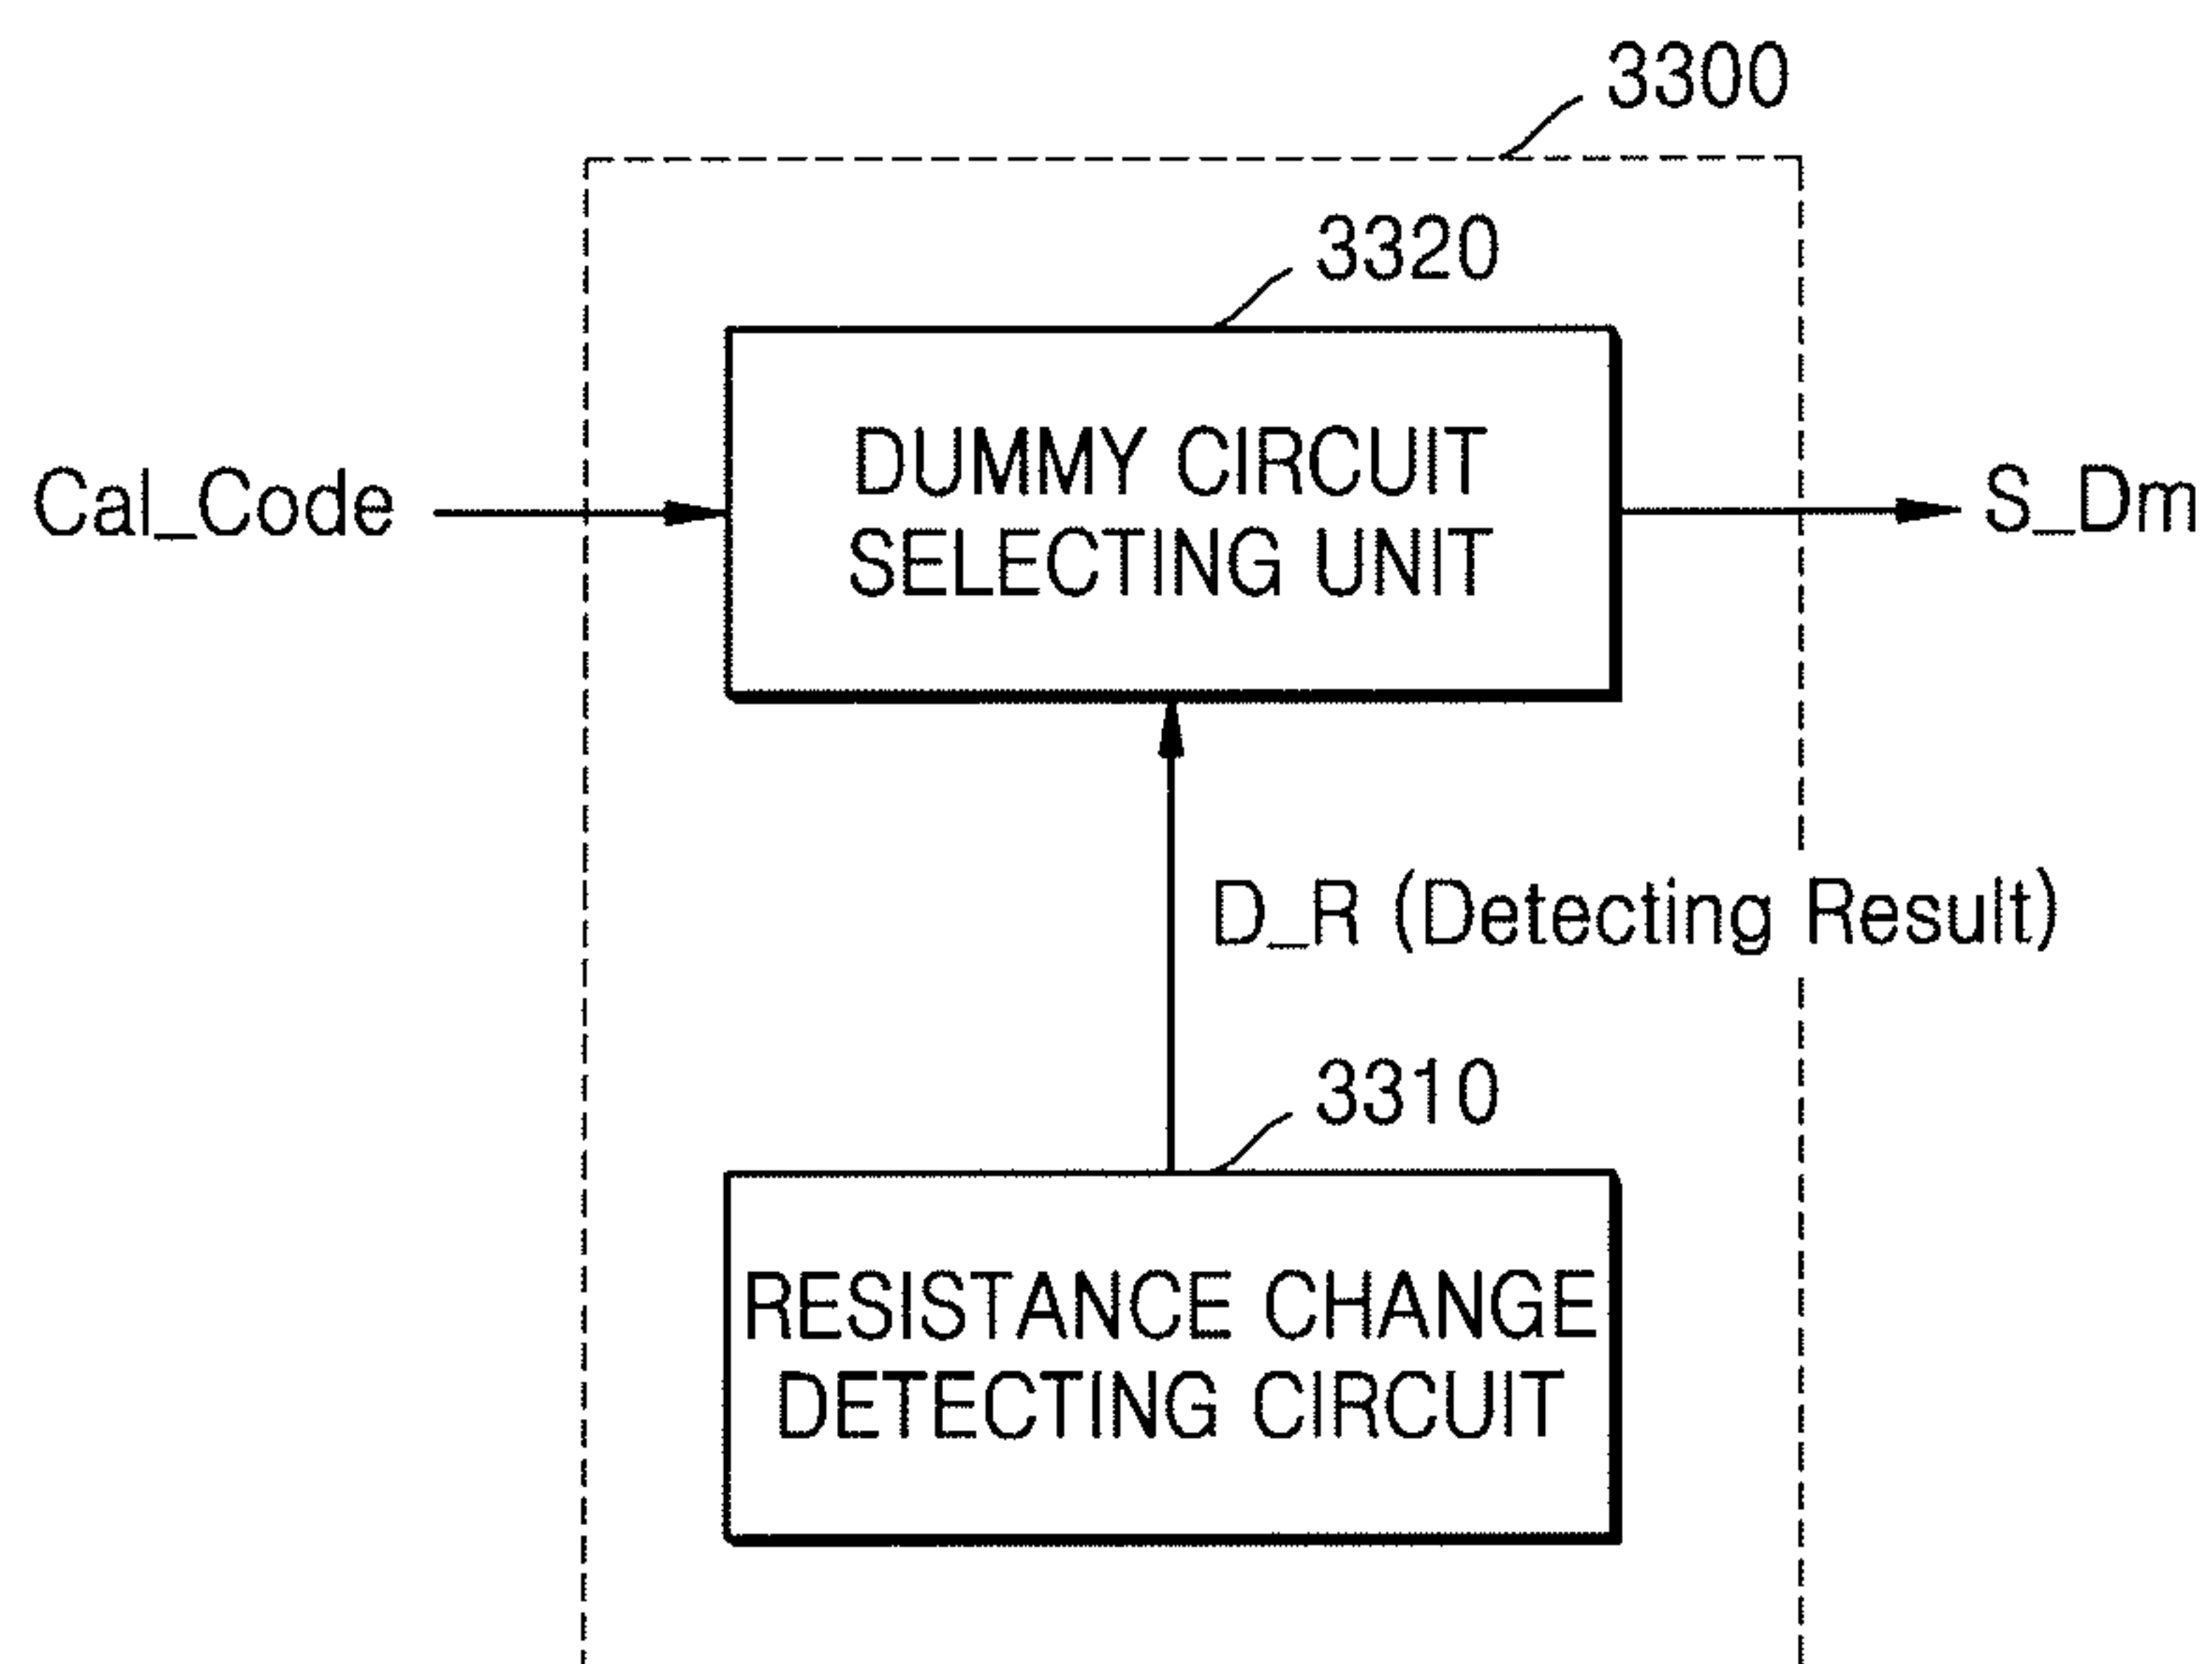 3300
3320
DUMMY CIRCUIT
SELECTING UNIT
Cal_Code
S_Dm
D_R (Detecting Result)
3310
RESISTANCE CHANGE
DETECTING CIRCUIT